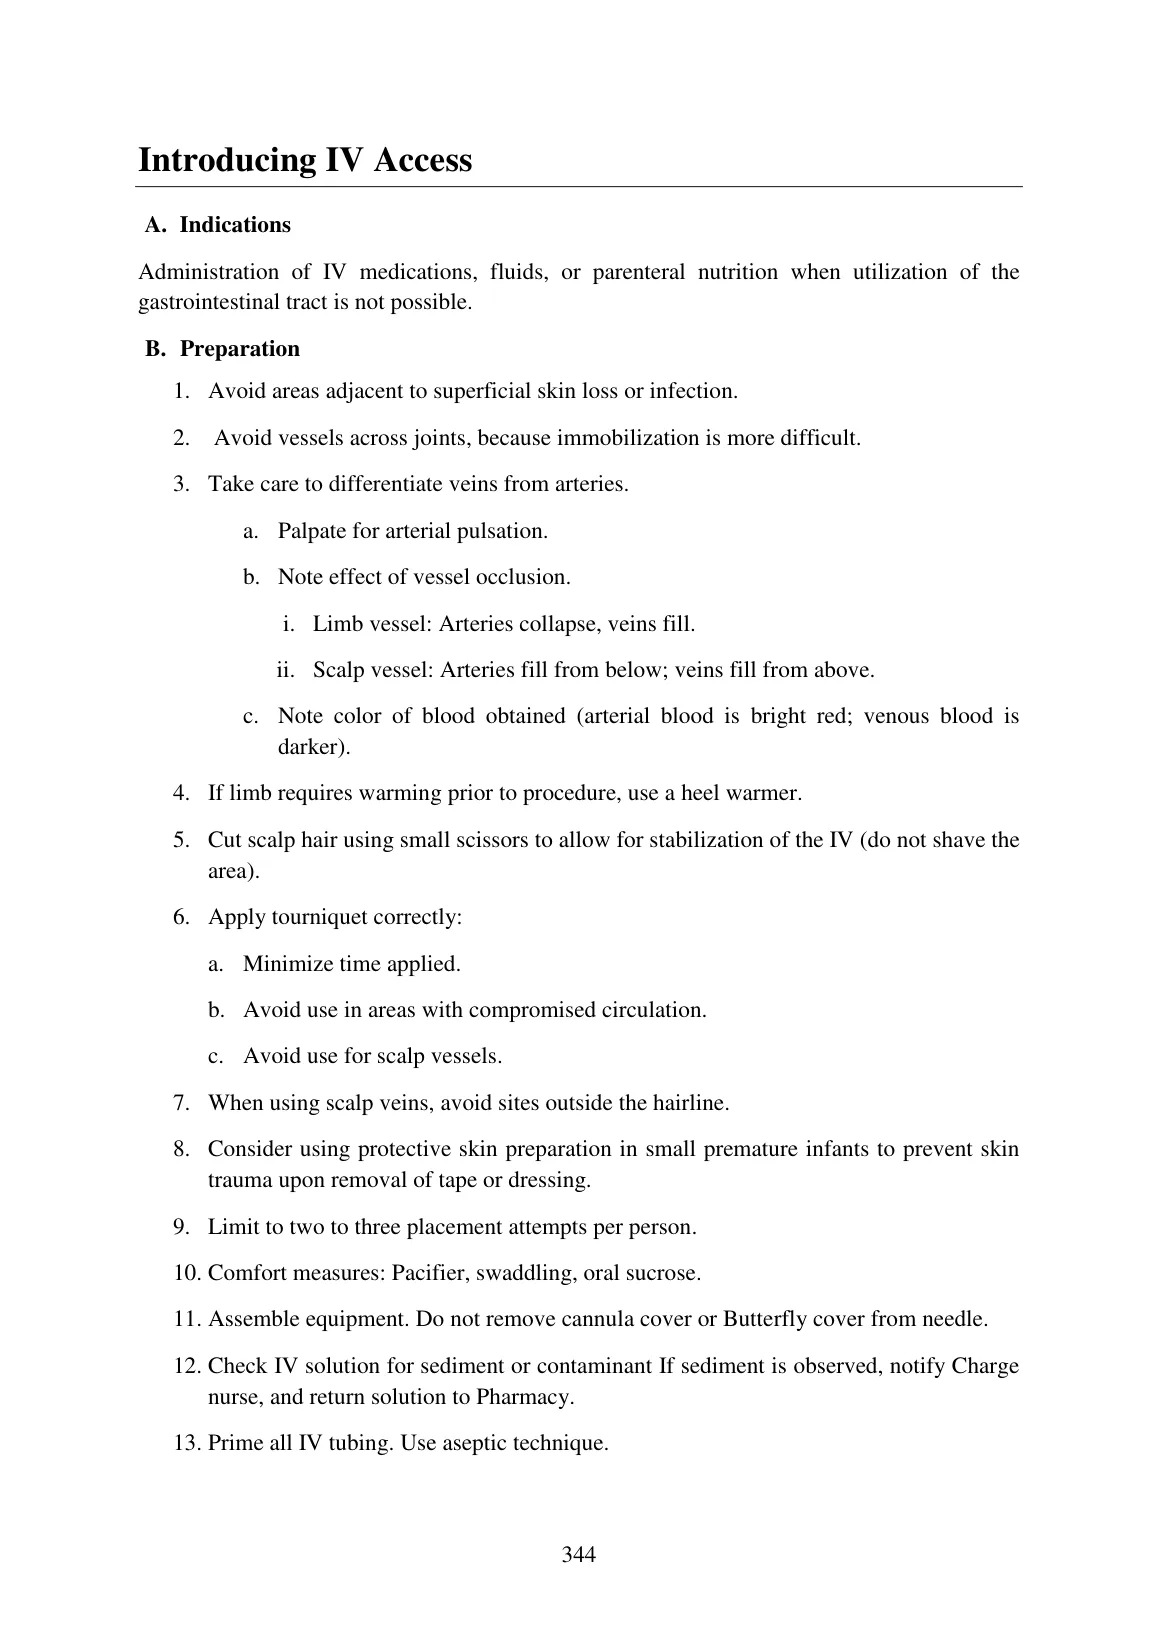 Introducing IV Access
A. Indications
Administration of IV medications, fluids, or parenteral nutrition when utilization of the
gastrointestinal tract is not possible.
B. Preparation
1. Avoid areas adjacent to superficial skin loss or infection.
2. Avoid vessels across joints, because immobilization is more difficult.
3. Take care to differentiate veins from arteries.
a. Palpate for arterial pulsation.
b. Note effect of vessel occlusion.
i. Limb vessel: Arteries collapse, veins fill.
ii. Scalp vessel: Arteries fill from below; veins fill from above.
c. Note color of blood obtained (arterial blood is bright red; venous blood is
darker).
4. If limb requires warming prior to procedure, use a heel warmer.
5. Cut scalp hair using small scissors to allow for stabilization of the IV (do not shave the
area).
6. Apply tourniquet correctly:
a. Minimize time applied.
b. Avoid use in areas with compromised circulation.
c. Avoid use for scalp vessels.
7. When using scalp veins, avoid sites outside the hairline.
8. Consider using protective skin preparation in small premature infants to prevent skin
trauma upon removal of tape or dressing.
9. Limit to two to three placement attempts per person.
10. Comfort measures: Pacifier, swaddling, oral sucrose.
11. Assemble equipment. Do not remove cannula cover or Butterfly cover from needle.
12. Check IV solution for sediment or contaminant If sediment is observed, notify Charge
nurse, and return solution to Pharmacy.
13. Prime all IV tubing. Use aseptic technique.
344